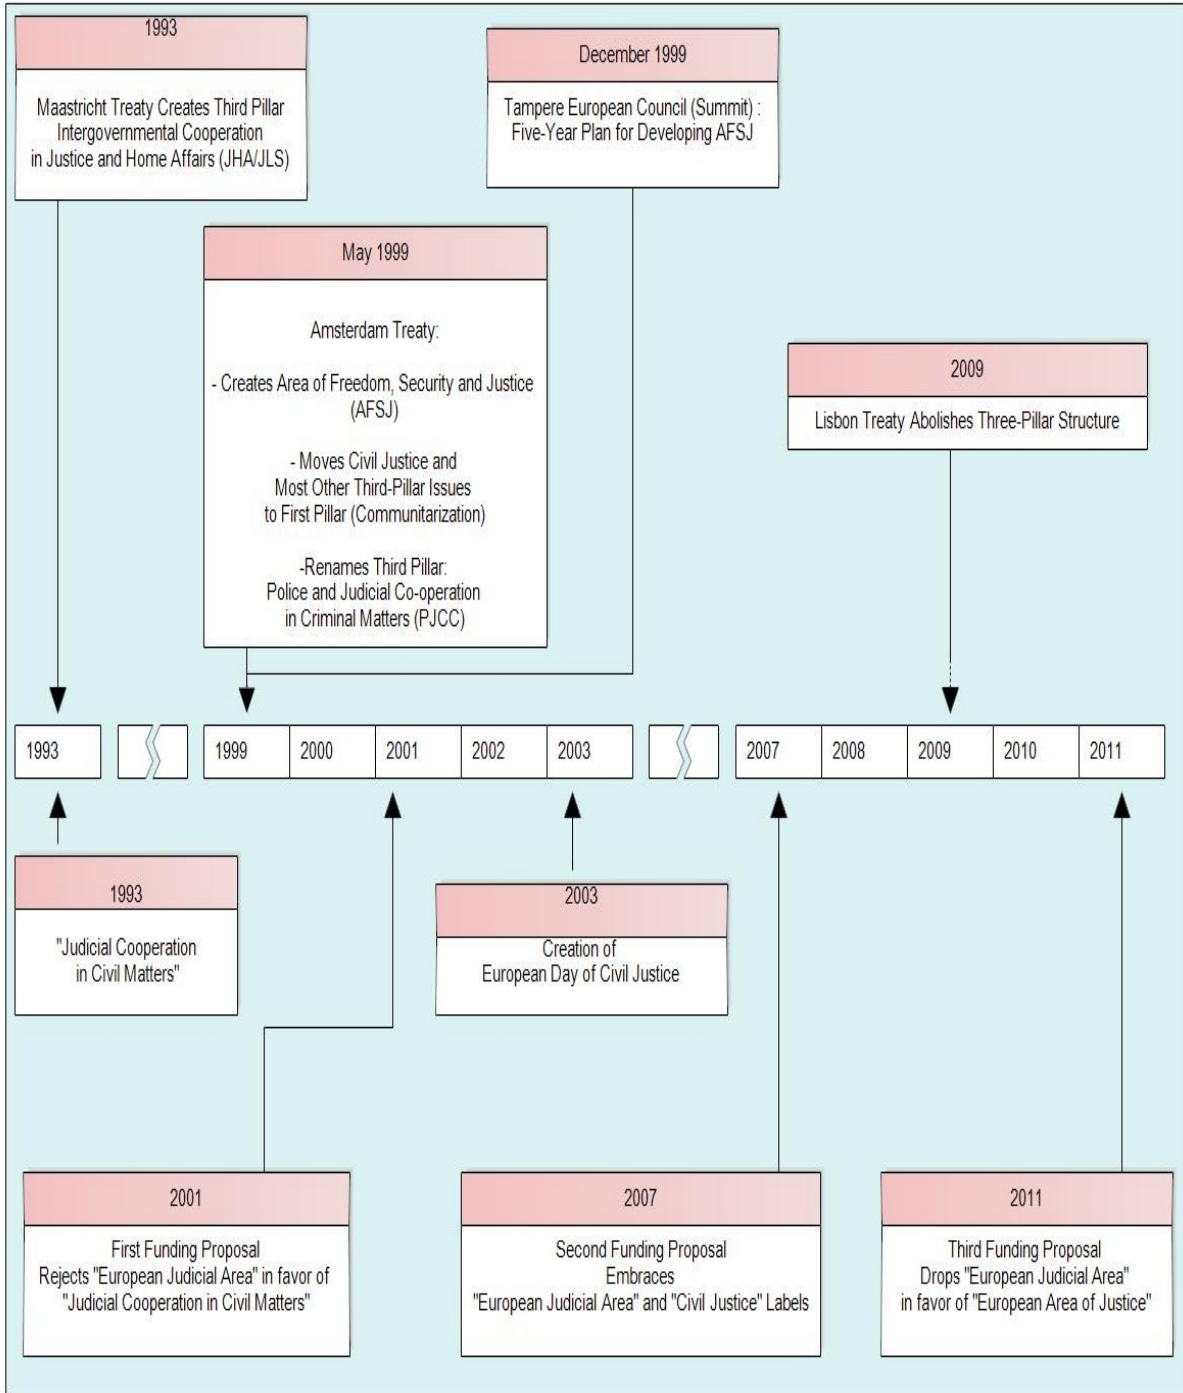 1993
Maastricht Treaty Creates Third Pillar
Intergovernmental Cooperation
in Justice and Home Affairs (JHA/JLS)
December 1999
Tampere European Council (Summit) :
Five-Year Plan for Developing AFSJ
May 1999
Amsterdam Treaty:
- Creates Area of Freedom, Security and Justice
(AFSJ)
- Moves Civil Justice and
Most Other Third-Pillar Issues
to First Pillar (Communitarization)
-Renames Third Pillar:
Police and Judicial Co-operation
in Criminal Matters (PJCC)
2009
Lisbon Treaty Abolishes Three-Pillar Structure
1993 1999 2000 2001 2002 2003 2007 2008 2009 2010 2011
1993
"Judicial Cooperation
in Civil Matters"
2003
Creation of
European Day of Civil Justice
2001
First Funding Proposal
Rejects "European Judicial Area" in favor of
"Judicial Cooperation in Civil Matters"
2007
Second Funding Proposal
Embraces
"European Judicial Area" and "Civil Justice" Labels
2011
Third Funding Proposal
Drops "European Judicial Area"
in favor of "European Area of Justice"